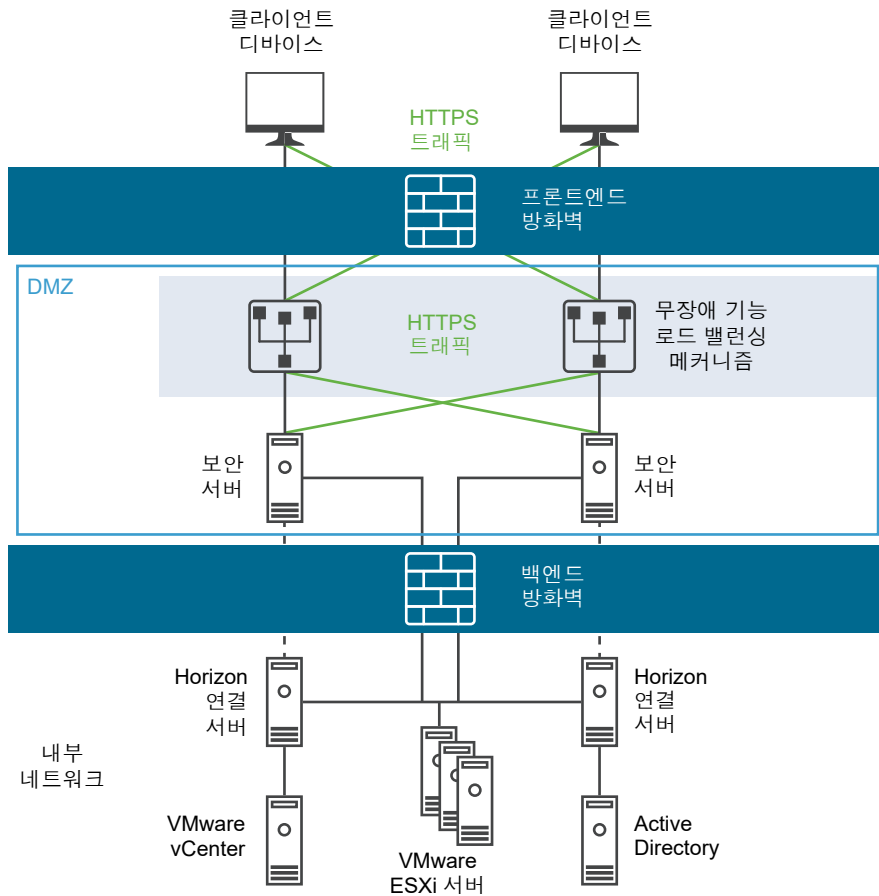 클라이언트
디바이스
클라이언트
디바이스
HTTPS
트래픽
프론트엔드
방화벽
DMZ
HTTPS
트래픽
무장애 기능
로드 밸런싱
메커니즘
보안
서버
보안
서버
백엔드
방화벽
Horizon
연결
서버
Horizon
연결
서버
내부
네트워크
VMware
vCenter
VMware
ESXi 서버
Active
Directory